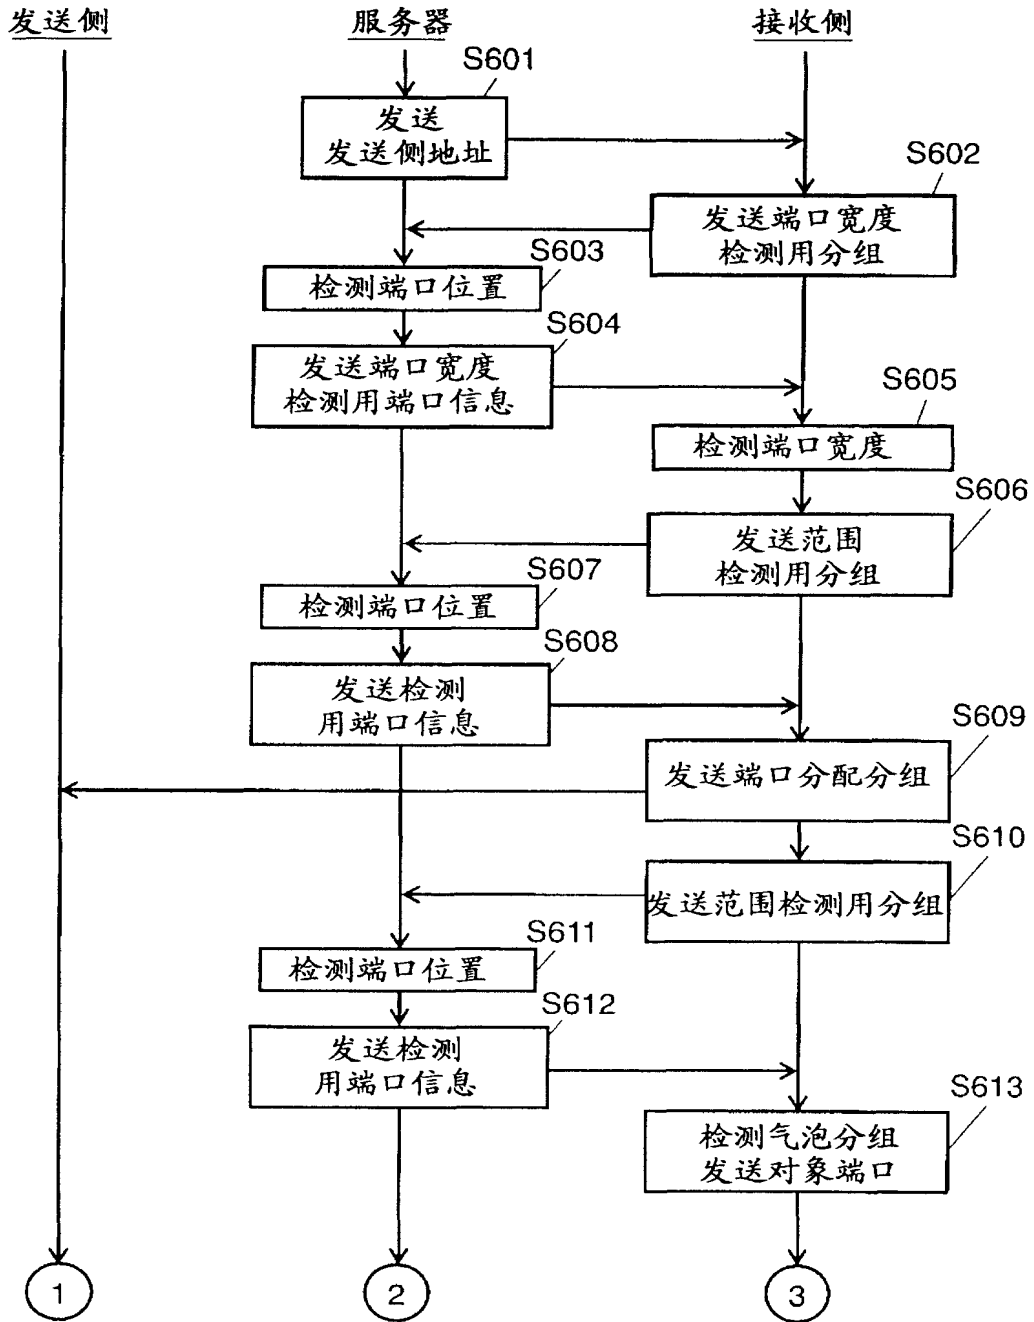 发送侧
服务器
接收侧
S601
发送
发送侧地址
S602
发送端口宽度
检测用分组
S603
检测端口位置
S604
发送端口宽度
检测用端口信息
S605
检测端口宽度
S606
发送范围
检测用分组
S607
检测端口位置
S608
发送检测
用端口信息
S609
发送端口分配分组
S610
发送范围检测用分组
S611
检测端口位置
S612
发送检测
用端口信息
S613
检测气泡分组
发送对象端口
1
2
3